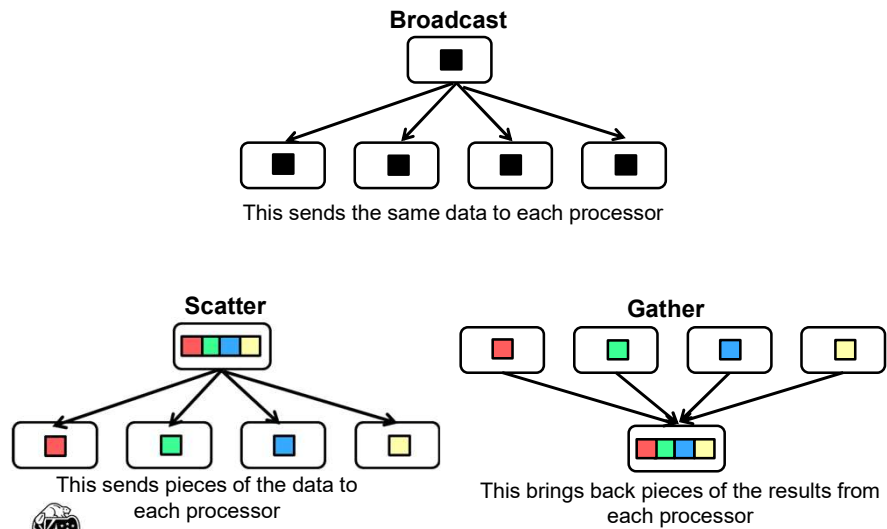 Broadcast
This sends the same data to each processor
Scatter
This sends pieces of the data to
each processor
Gather
This brings back pieces of the results from
each processor